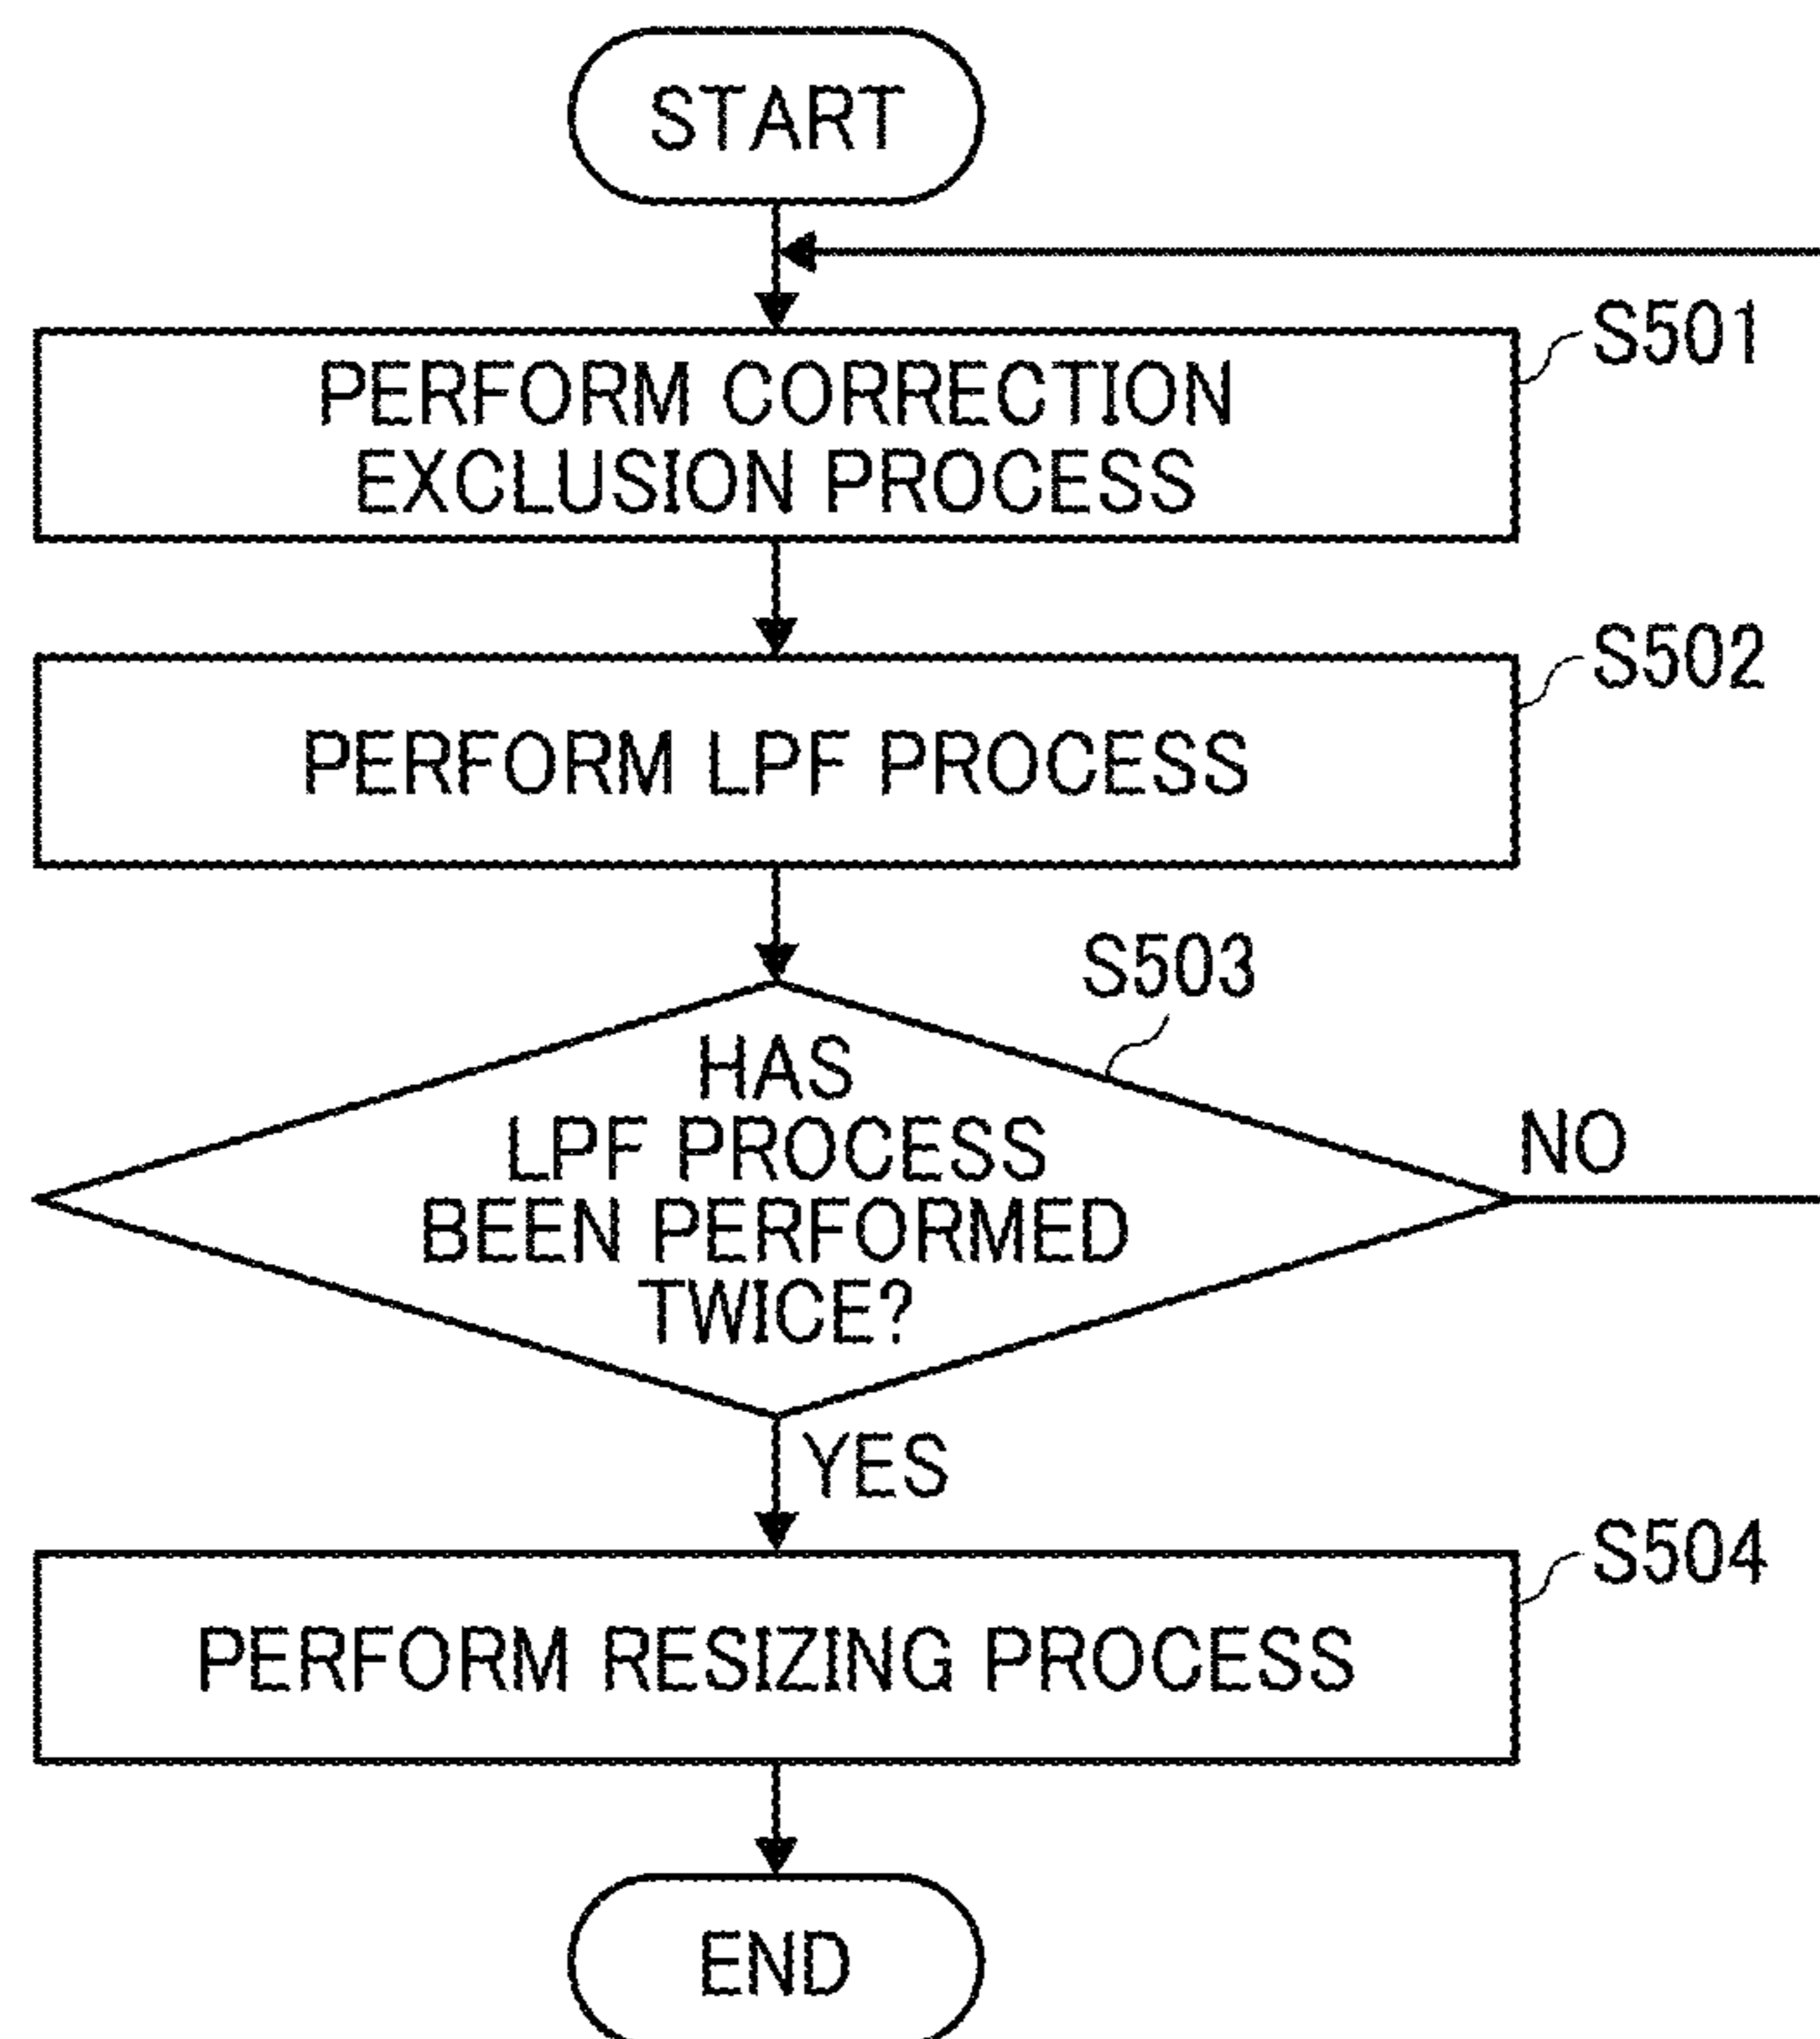 START
S501
PERFORM CORRECTION
EXCLUSION PROCESS
S502
PERFORM LPF PROCESS
S503
HAS
LPF PROCESS
BEEN PERFORMED
TWICE?
NO
YES
S504
PERFORM RESIZING PROCESS
END